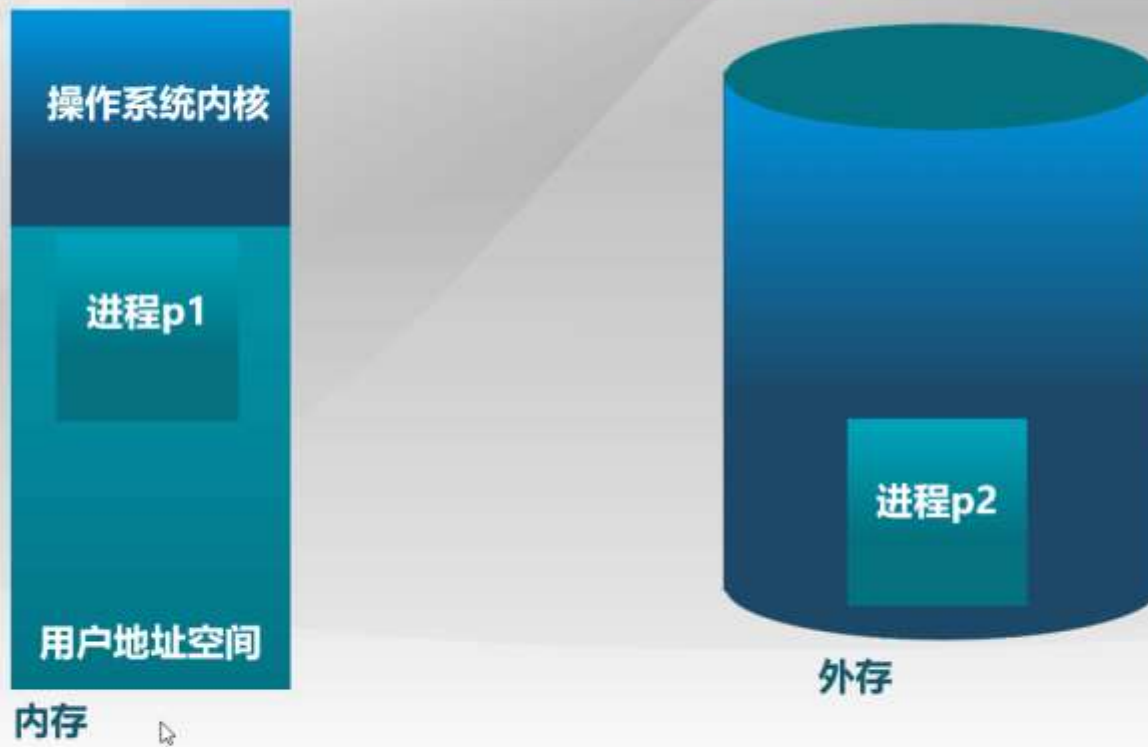 操作系统内核
进程p1
用户地址空间
内存
进程p2
外存